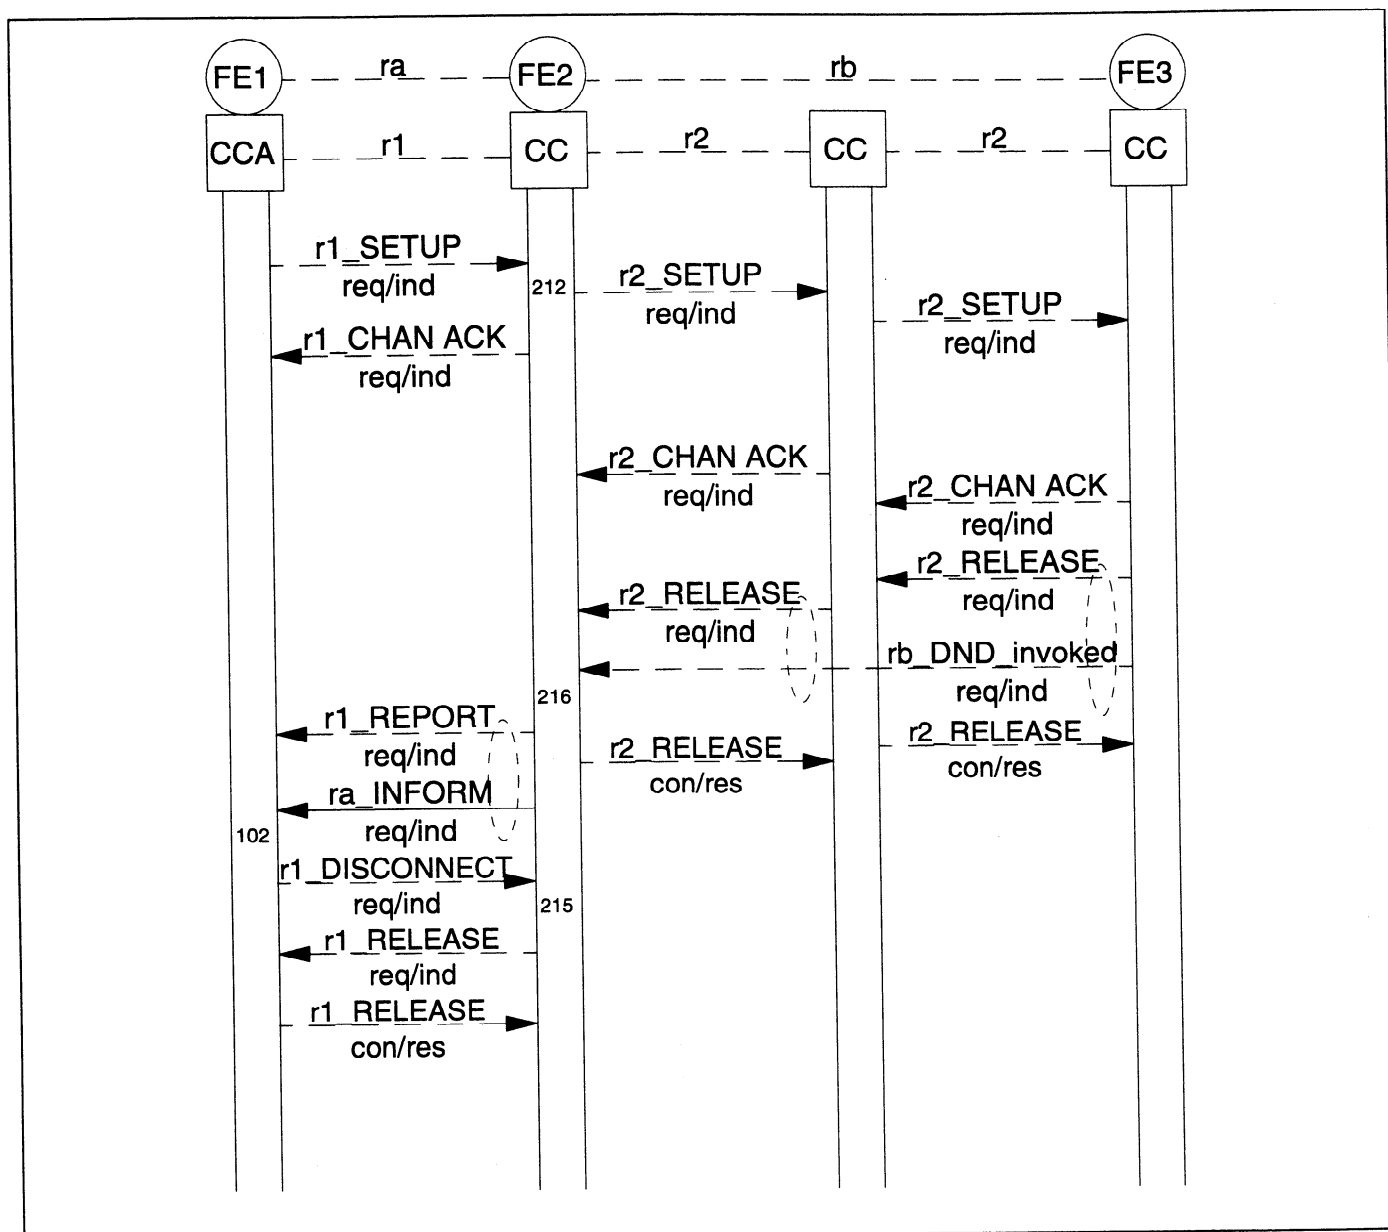 FE1 ra FE2 rb FE3
CCA r1 CC r2 CC r2 CC
r1_SETUP
req/ind
212
r2_SETUP
req/ind
r2_SETUP
req/ind
r1_CHAN ACK
req/ind
r2_CHAN ACK
req/ind
r2_CHAN ACK
req/ind
r2_RELEASE
req/ind
r2_RELEASE
req/ind
rb_DND_invoked
req/ind
216
r1_REPORT
req/ind
r2_RELEASE
con/res
r2_RELEASE
con/res
ra_INFORM
req/ind
102
r1_DISCONNECT
req/ind
215
r1_RELEASE
req/ind
r1_RELEASE
con/res